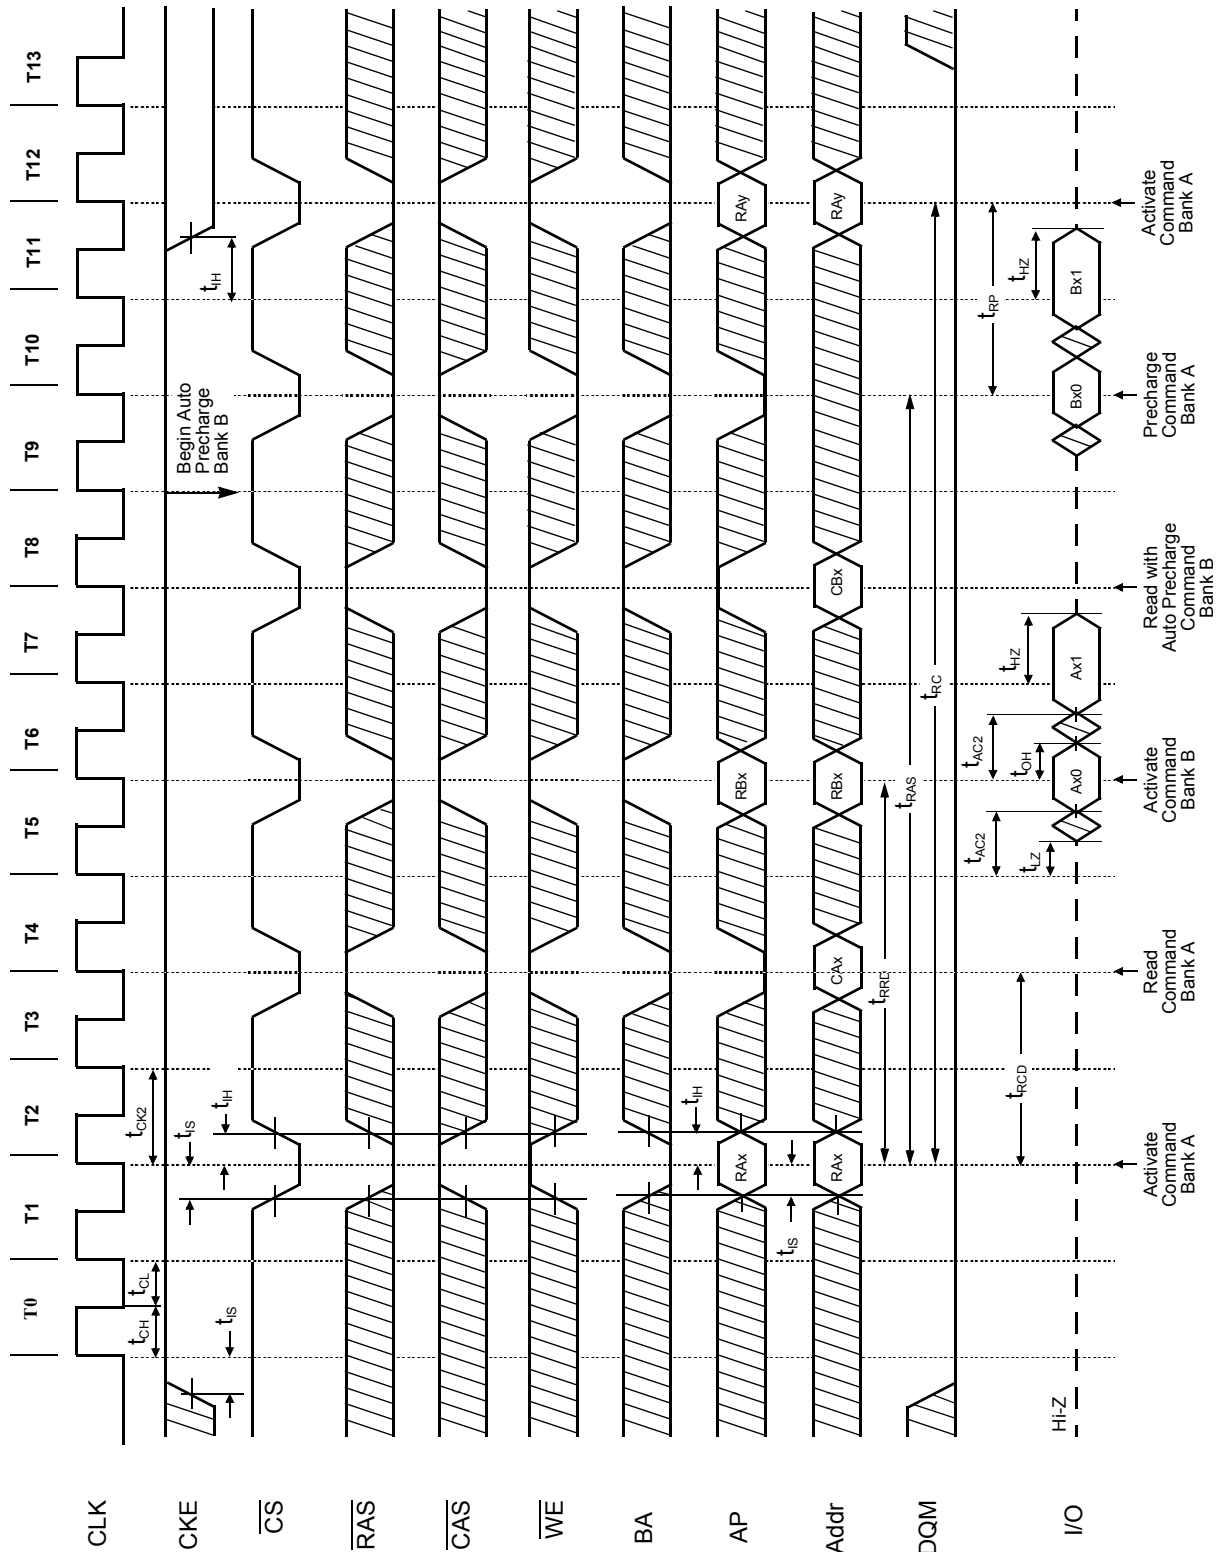 T0 T1 T2 T3 T4 T5 T6 T7 T8 T9 T10 T11 T12 T13
CLK
tCH tCL
tCK2
CKE
tIS
tIS
tIH
tIH
Begin Auto
Precharge
Bank B
CS
RAS
CAS
WE
BA
tIH
AP
RAx RBx RAy
tIS
Addr
RAx CAx RBx CBx RAy
tRRD
tRAS
tRC
DQM
tRCD
tRP
tAC2 tAC2
tLZ tOH tHZ tHZ
Hi-Z
I/O
Ax0 Ax1 Bx0 Bx1
Activate
Command
Bank A
Read
Command
Bank A
Activate
Command
Bank B
Read with
Auto Precharge
Command
Bank B
Precharge
Command
Bank A
Activate
Command
Bank A